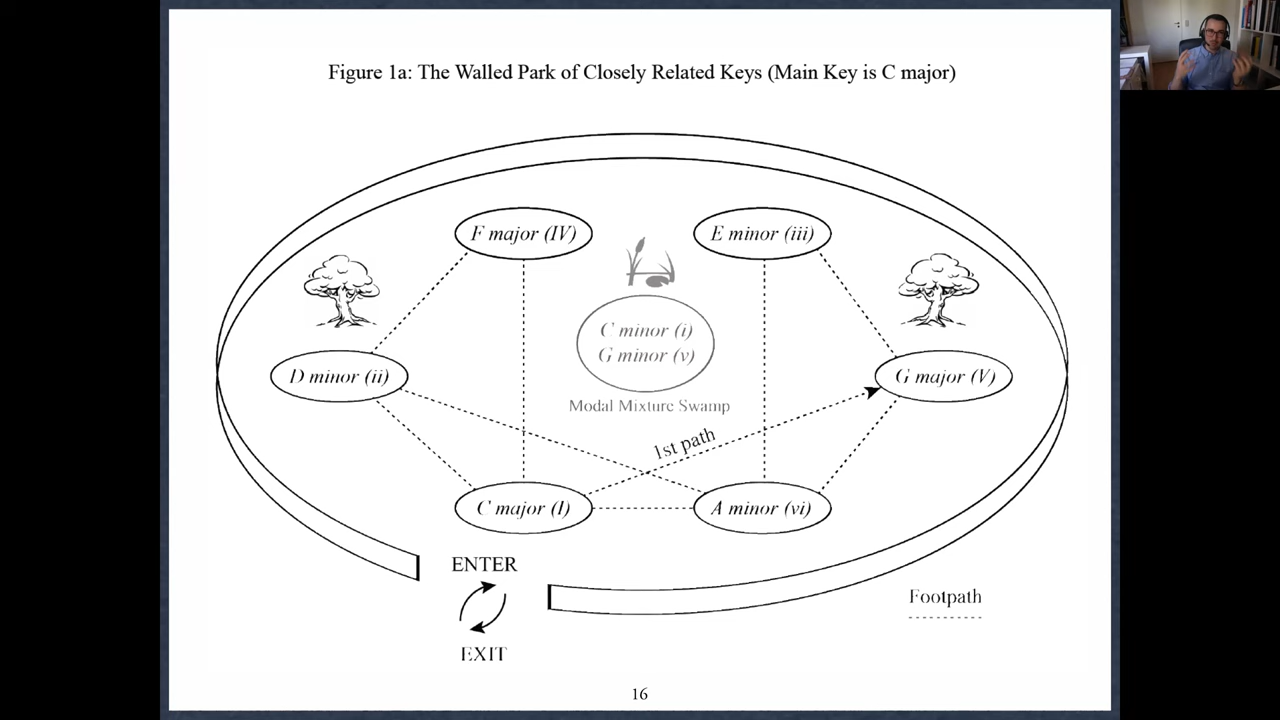 Figure 1a: The Walled Park of Closely Related Keys (Main Key is C major)
F major (IV)
E minor (iii)
C minor (i)
G minor (v)
D minor (ii)
G major (V)
Modal Mixture Swamp
1st path
C major (I)
A minor (vi)
ENTER
Footpath
EXIT
16